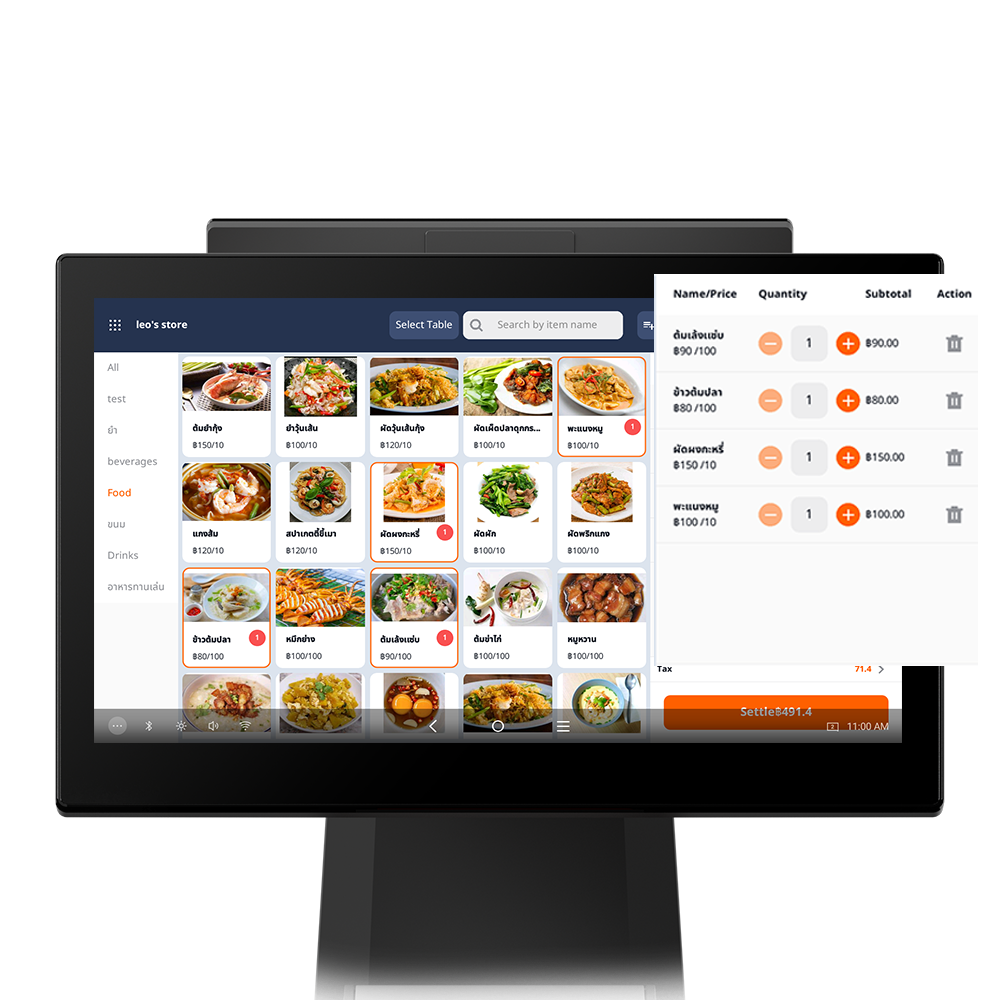 leo's store
Select Table
Search by item name
All
test
ยำ
beverages
Food
ขนม
Drinks
อาหารทานเล่น
ต้มยำกุ้ง
฿150/10
ยำวุ้นเส้น
฿100/10
ผัดวุ้นเส้นกุ้ง
฿120/10
ผัดเผ็ดปลาดุกกร...
฿100/10
พะแนงหมู
1
฿100/10
แกงส้ม
฿120/10
สปาเกตตี้ขี้เมา
฿120/10
ผัดผงกะหรี่
1
฿150/10
ผัดผัก
฿100/10
ผัดพริกแกง
฿100/10
ข้าวต้มปลา
1
฿80/100
หมึกย่าง
฿100/100
ต้มเล้งแซ่บ
1
฿90/100
ต้มข่าไก่
฿100/100
หมูหวาน
฿100/100
Name/Price Quantity Subtotal Action
ต้มเล้งแซ่บ
฿90 /100
1
฿90.00
ข้าวต้มปลา
฿80 /100
1
฿80.00
ผัดผงกะหรี่
฿150 /10
1
฿150.00
พะแนงหมู
฿100 /10
1
฿100.00
Tax 71.4
Settle฿491.4
11:00 AM